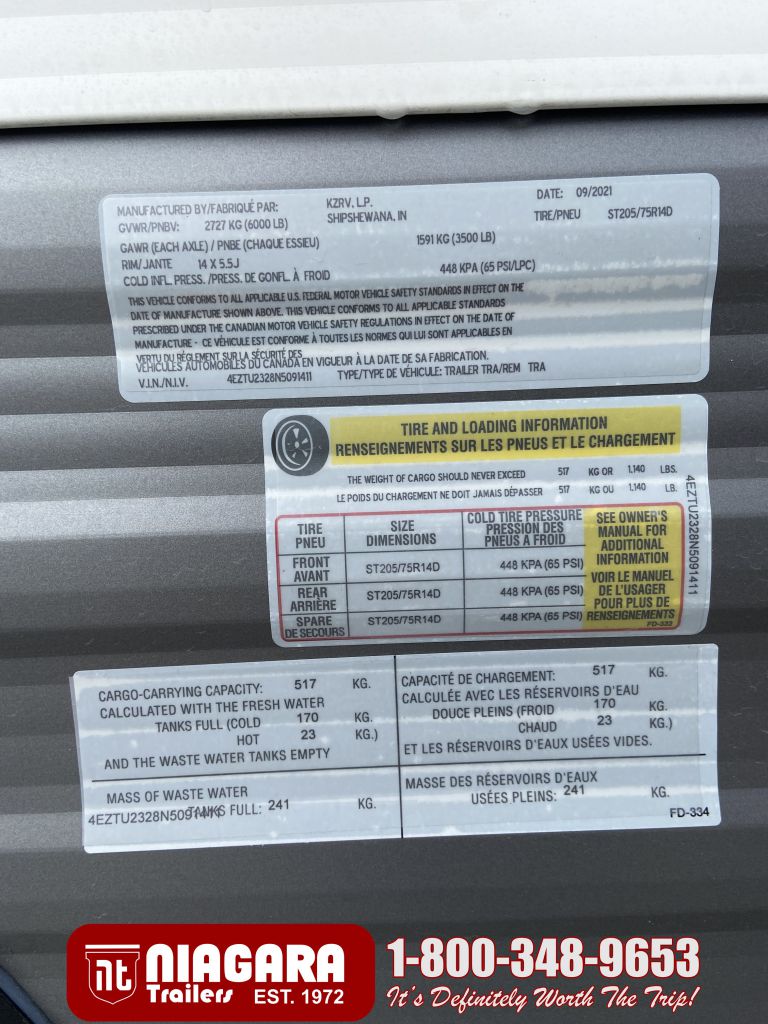 MANUFACTURED BY/FABRIQUÉ PAR: KZRV, L.P. DATE: 09/2021
GVWR/PNBV: 2727 KG (6000 LB) SHIPSHEWANA, IN TIRE/PNEU ST205/75R14D
GAWR (EACH AXLE) / PNBE (CHAQUE ESSIEU) 1591 KG (3500 LB)
RIM/JANTE 14 X 5.5J
COLD INFL. PRESS. /PRESS. DE GONFL. À FROID 448 KPA (65 PSI/LPC)
THIS VEHICLE CONFORMS TO ALL APPLICABLE U.S. FEDERAL MOTOR VEHICLE SAFETY STANDARDS IN EFFECT ON THE
DATE OF MANUFACTURE SHOWN ABOVE. THIS VEHICLE CONFORMS TO ALL APPLICABLE STANDARDS
PRESCRIBED UNDER THE CANADIAN MOTOR VEHICLE SAFETY REGULATIONS IN EFFECT ON THE DATE OF
MANUFACTURE - CE VÉHICULE EST CONFORME À TOUTES LES NORMES QUI LUI SONT APPLICABLES EN
VERTU DU RÈGLEMENT SUR LA SÉCURITÉ DES
VÉHICULES AUTOMOBILES DU CANADA EN VIGUEUR À LA DATE DE SA FABRICATION.
V.I.N./N.I.V. 4EZTU2328N5091411 TYPE/TYPE DE VÉHICULE: TRAILER TRA/REM TRA
TIRE AND LOADING INFORMATION
RENSEIGNEMENTS SUR LES PNEUS ET LE CHARGEMENT
THE WEIGHT OF CARGO SHOULD NEVER EXCEED 517 KG OR 1,140 LBS.
LE POIDS DU CHARGEMENT NE DOIT JAMAIS DÉPASSER 517 KG OU 1,140 LB.
4EZTU2328N5091411
TIRE
PNEU
SIZE
DIMENSIONS
COLD TIRE PRESSURE
PRESSION DES
PNEUS A FROID
FRONT
AVANT
ST205/75R14D 448 KPA (65 PSI)
REAR
ARRIÈRE
ST205/75R14D 448 KPA (65 PSI)
SPARE
DE SECOURS
ST205/75R14D 448 KPA (65 PSI)
SEE OWNER'S
MANUAL FOR
ADDITIONAL
INFORMATION
VOIR LE MANUEL
DE L'USAGER
POUR PLUS DE
RENSEIGNEMENTS
FD-332
CARGO-CARRYING CAPACITY: 517 KG.
CALCULATED WITH THE FRESH WATER
TANKS FULL (COLD 170 KG.
HOT 23 KG.)
AND THE WASTE WATER TANKS EMPTY
CAPACITÉ DE CHARGEMENT: 517 KG.
CALCULÉE AVEC LES RÉSERVOIRS D'EAU
DOUCE PLEINS (FROID 170 KG.
CHAUD 23 KG.)
ET LES RÉSERVOIRS D'EAUX USÉES VIDES.
MASS OF WASTE WATER
TANKS FULL: 241 KG.
4EZTU2328N5091411
MASSE DES RÉSERVOIRS D'EAUX
USÉES PLEINS: 241 KG.
FD-334
nt NIAGARA
Trailers EST. 1972
1-800-348-9653
It's Definitely Worth The Trip!